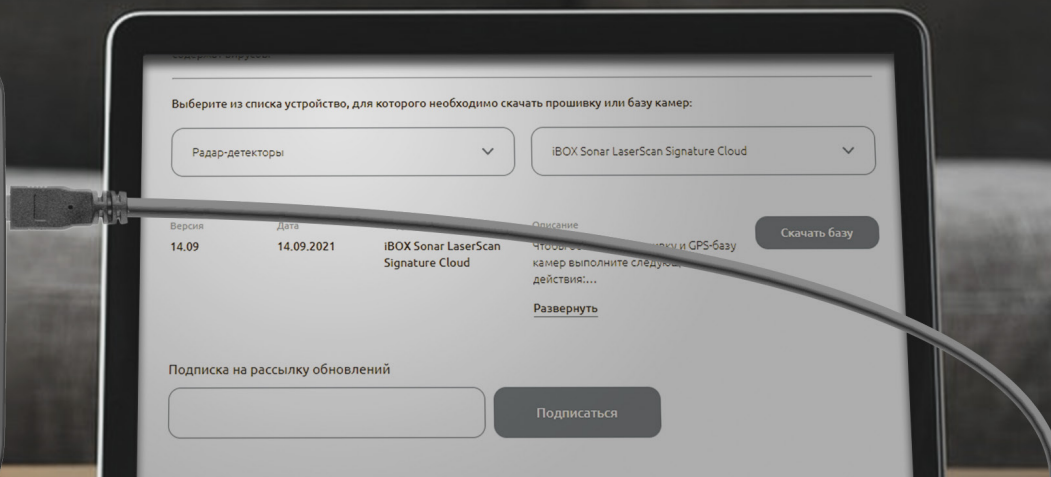 Выберите из списка устройство, для которого необходимо скачать прошивку или базу камер:
Радар-детекторы
iBOX Sonar LaserScan Signature Cloud
Версия
Дата
Описание
Скачать базу
14.09
14.09.2021
iBOX Sonar LaserScan
Signature Cloud
и GPS-базу
камер выполните
действия:...
Развернуть
Подписка на рассылку обновлений
Подписаться